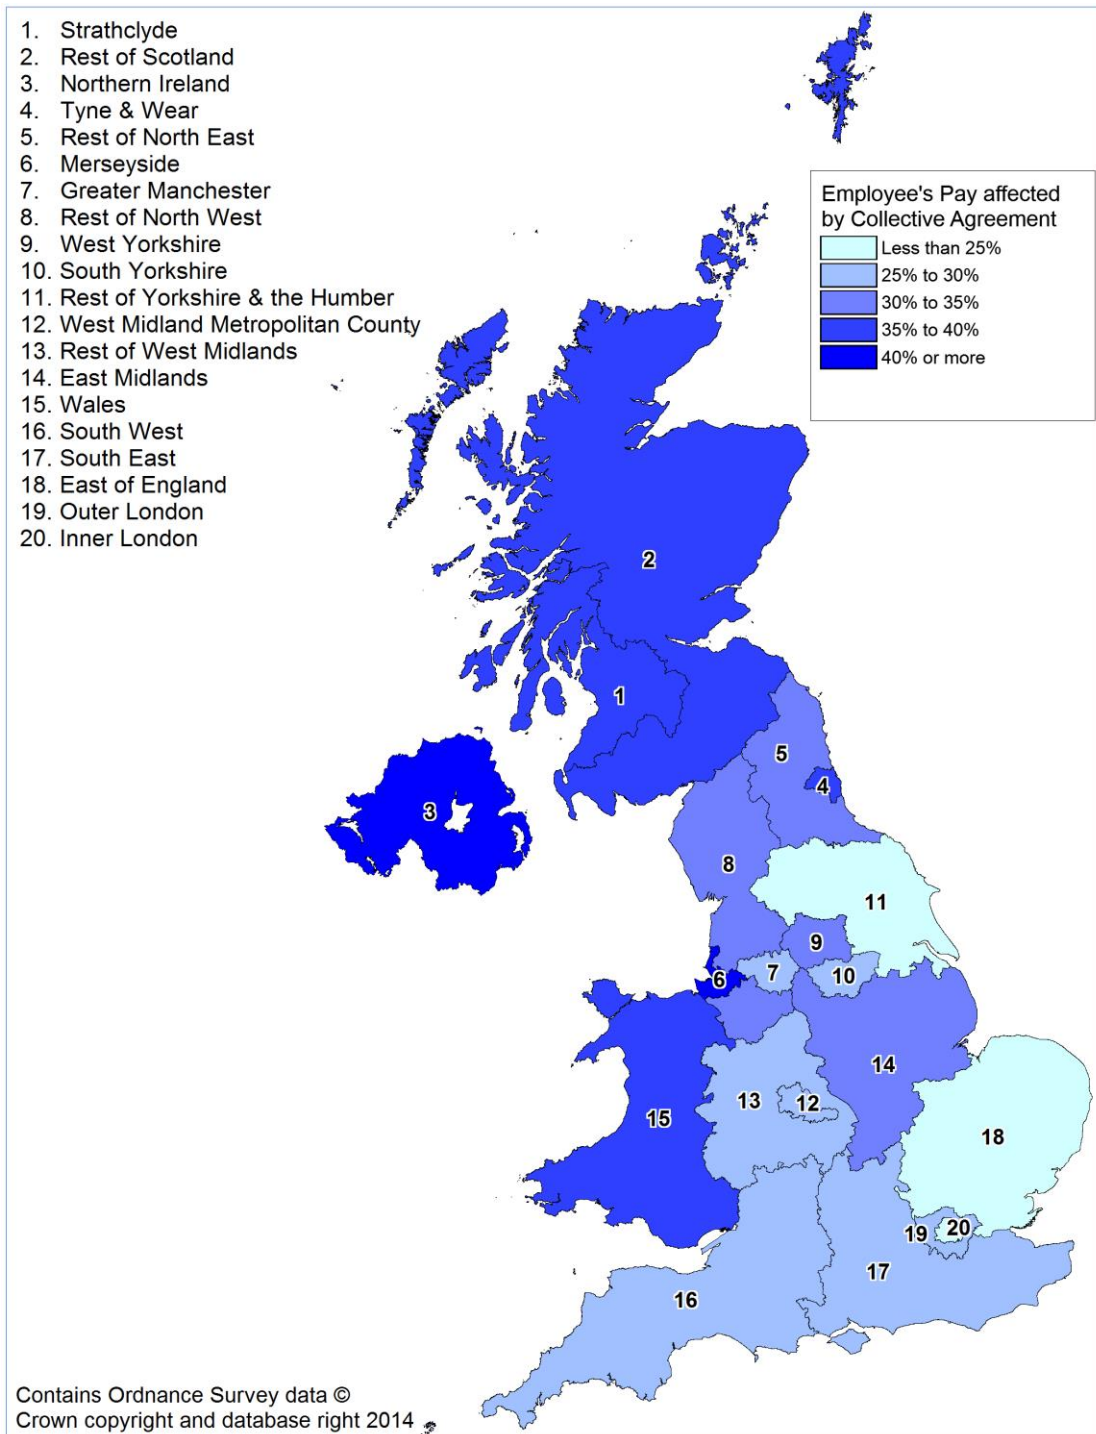 1. Strathclyde
2. Rest of Scotland
3. Northern Ireland
4. Tyne & Wear
5. Rest of North East
6. Merseyside
7. Greater Manchester
8. Rest of North West
9. West Yorkshire
10. South Yorkshire
11. Rest of Yorkshire & the Humber
12. West Midland Metropolitan County
13. Rest of West Midlands
14. East Midlands
15. Wales
16. South West
17. South East
18. East of England
19. Outer London
20. Inner London
Employee's Pay affected
by Collective Agreement
Less than 25%
25% to 30%
30% to 35%
35% to 40%
40% or more
2
1
5
4
3
8
11
9
6
7
10
14
13
12
15
18
19
20
17
16
Contains Ordnance Survey data ©
Crown copyright and database right 2014